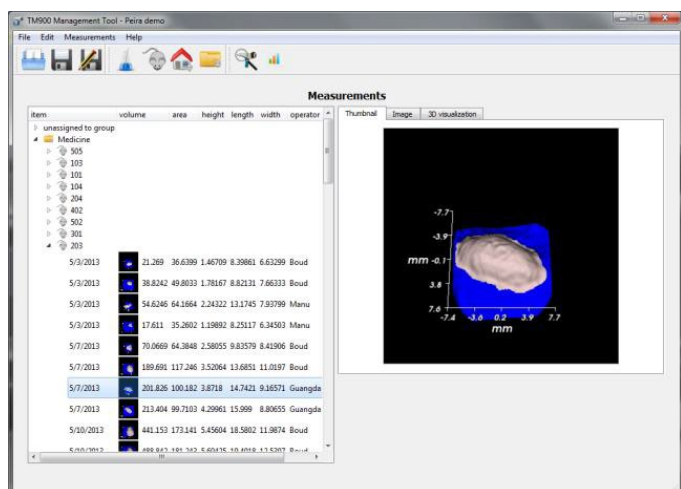 TM900 Management Tool - Peira demo
File Edit Measurements Help
Measurements
item volume area height length width operator
unassigned to group
Medicine
505
103
101
104
204
402
502
301
203
5/3/2013 21.269 36.6399 1.46709 8.39861 6.63299 Boud
5/3/2013 38.8242 49.8033 1.78167 8.82131 7.66333 Boud
5/3/2013 54.6246 64.1664 2.24322 13.1745 7.93799 Manu
5/3/2013 17.611 35.2602 1.19892 8.25117 6.34503 Manu
5/7/2013 70.0669 64.3848 2.58055 9.83579 8.41906 Boud
5/7/2013 189.691 117.246 3.52064 13.6851 11.0197 Boud
5/7/2013 201.826 100.182 3.8718 14.7421 9.16571 Guangda
5/7/2013 213.404 99.7103 4.29961 15.999 8.80655 Guangda
5/10/2013 441.153 173.141 5.45604 18.5802 11.9874 Boud
5/10/2013
Thumbnail Image 3D visualization
-7.7
-3.9
mm -0.1
3.8
7.6
-7.4 -3.6 0.2 3.9 7.7
mm